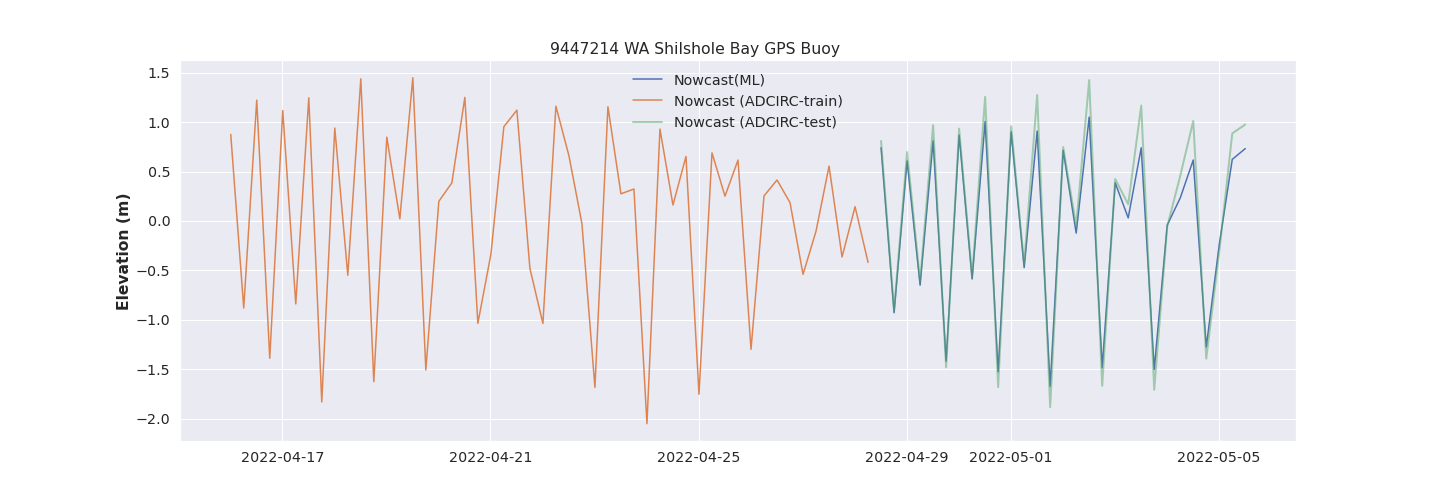 9447214 WA Shilshole Bay GPS Buoy
Nowcast(ML)
Nowcast (ADCIRC-train)
Nowcast (ADCIRC-test)
Elevation (m)
1.5
1.0
0.5
0.0
−0.5
−1.0
−1.5
−2.0
2022-04-17 2022-04-21 2022-04-25 2022-04-29 2022-05-01 2022-05-05